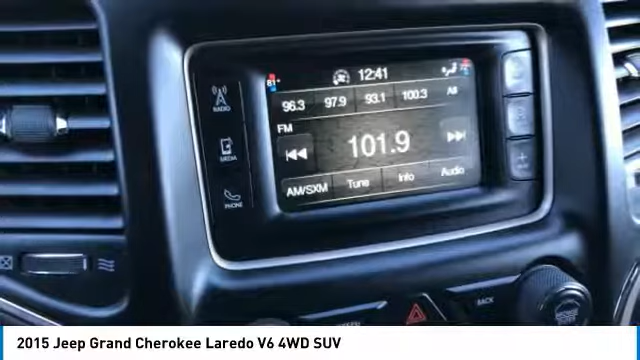 12:41
81°
96.3 97.9 93.1 100.3 All
FM
101.9
AM/SXM Tune Info Audio
RADIO
MEDIA
PHONE
BACK
2015 Jeep Grand Cherokee Laredo V6 4WD SUV